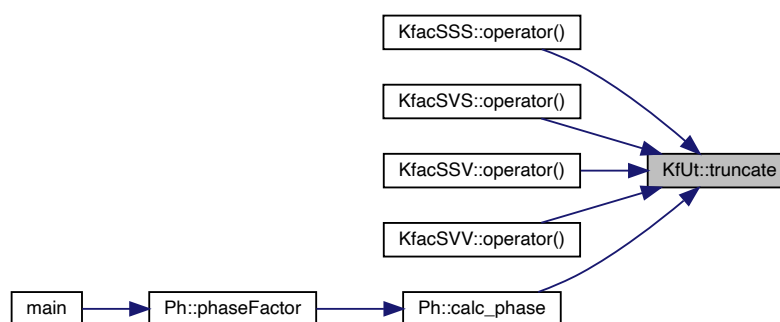 KfacSSS::operator()
KfacSVS::operator()
KfacSSV::operator()
KfUt::truncate
KfacSVV::operator()
main
Ph::phaseFactor
Ph::calc_phase